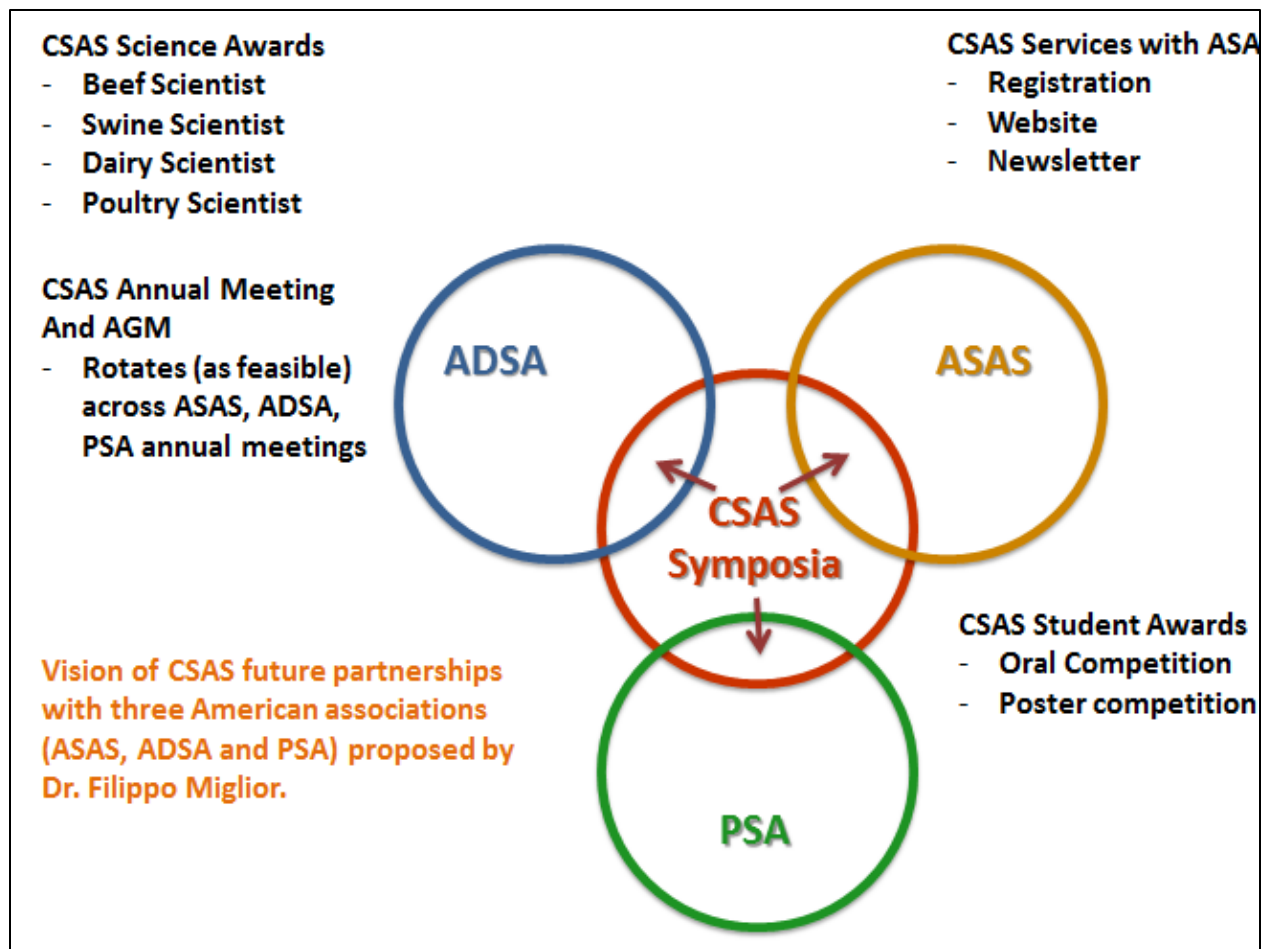 CSAS Science Awards
- Beef Scientist
- Swine Scientist
- Dairy Scientist
- Poultry Scientist
CSAS Services with ASA
- Registration
- Website
- Newsletter
CSAS Annual Meeting
And AGM
- Rotates (as feasible)
across ASAS, ADSA,
PSA annual meetings
ADSA
ASAS
CSAS
Symposia
PSA
CSAS Student Awards
- Oral Competition
- Poster competition
Vision of CSAS future partnerships
with three American associations
(ASAS, ADSA and PSA) proposed by
Dr. Filippo Miglior.